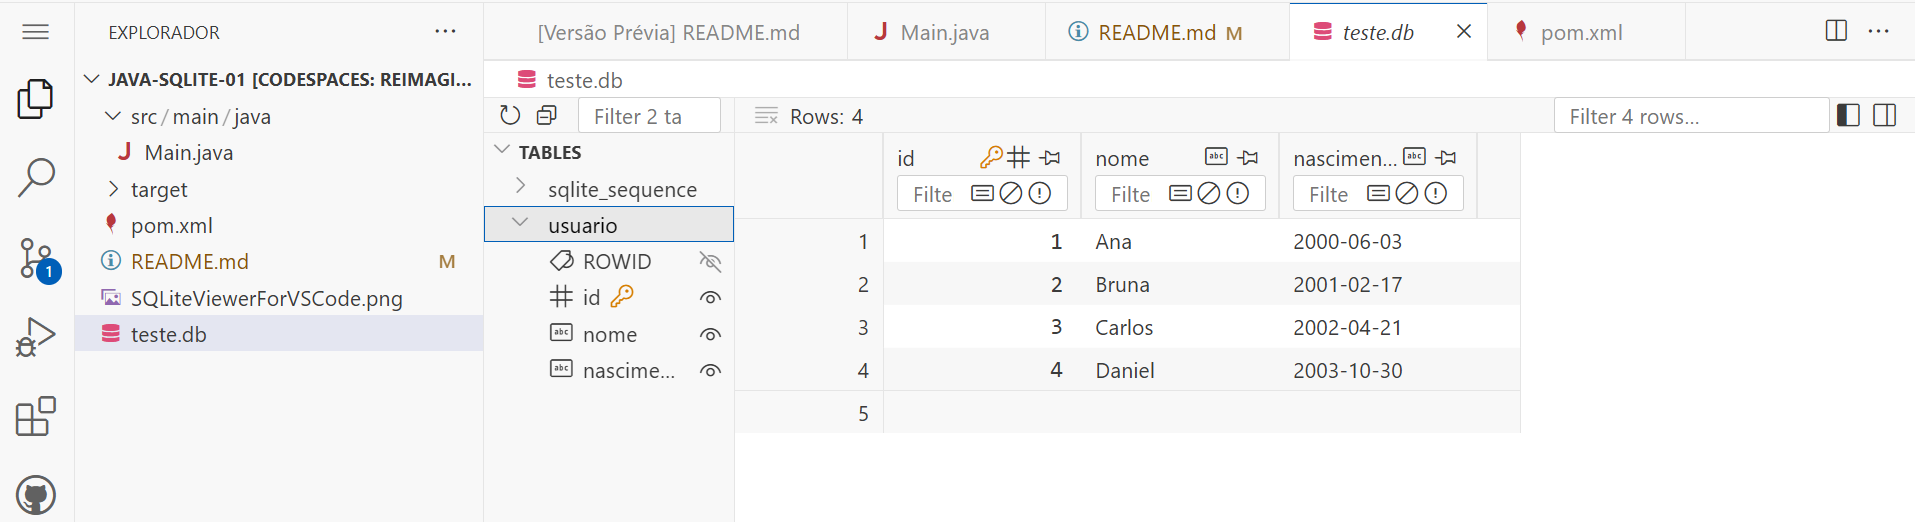 EXPLORADOR ...
JAVA-SQLITE-01 [CODESPACES: REIMAGI...
src / main / java
J Main.java
target
pom.xml
README.md M
SQLiteViewerForVSCode.png
teste.db
1
[Versão Prévia] README.md
J Main.java
README.md M
teste.db
pom.xml
teste.db
Filter 2 ta
Rows: 4
Filter 4 rows...
TABLES
sqlite_sequence
usuario
ROWID
id
abc nome
abc nascime...
id nome abc nascimen... abc
Filte Filte Filte
1 1 Ana 2000-06-03
2 2 Bruna 2001-02-17
3 3 Carlos 2002-04-21
4 4 Daniel 2003-10-30
5